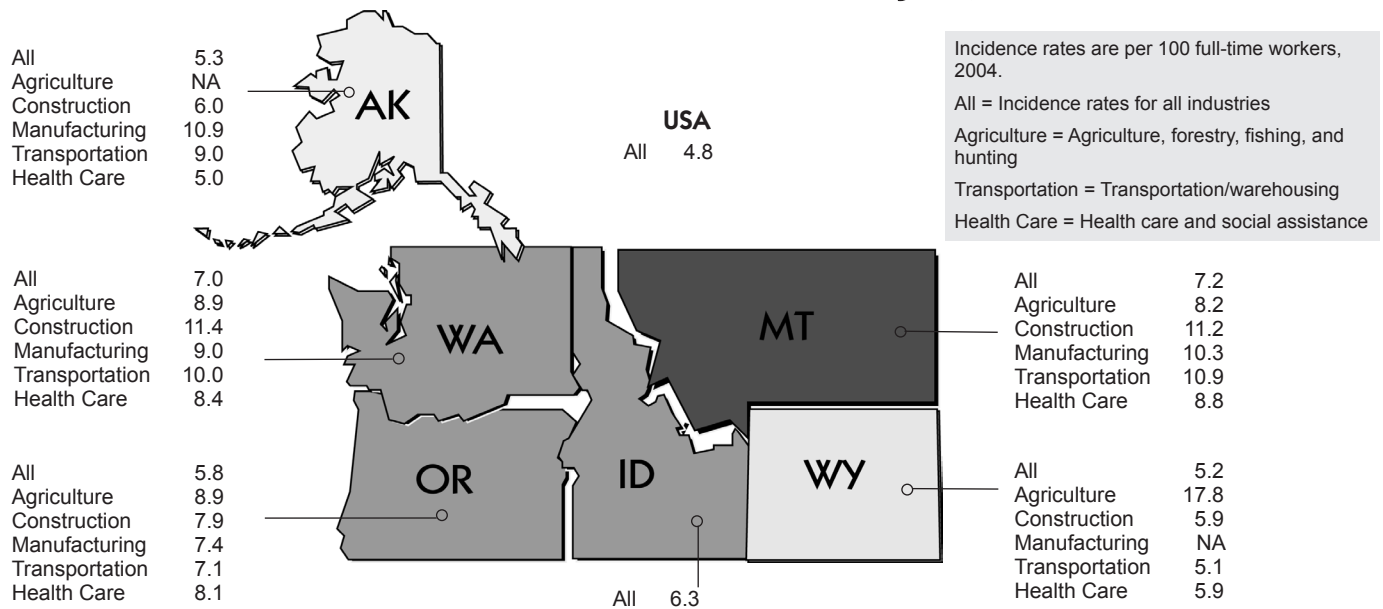 All 5.3
Agriculture NA
Construction 6.0
Manufacturing 10.9
Transportation 9.0
Health Care 5.0
AK
USA
All 4.8
Incidence rates are per 100 full-time workers,
2004.
All = Incidence rates for all industries
Agriculture = Agriculture, forestry, fishing, and
hunting
Transportation = Transportation/warehousing
Health Care = Health care and social assistance
All 7.0
Agriculture 8.9
Construction 11.4
Manufacturing 9.0
Transportation 10.0
Health Care 8.4
WA
MT
All 7.2
Agriculture 8.2
Construction 11.2
Manufacturing 10.3
Transportation 10.9
Health Care 8.8
All 5.8
Agriculture 8.9
Construction 7.9
Manufacturing 7.4
Transportation 7.1
Health Care 8.1
OR
ID
WY
All 5.2
Agriculture 17.8
Construction 5.9
Manufacturing NA
Transportation 5.1
Health Care 5.9
All 6.3